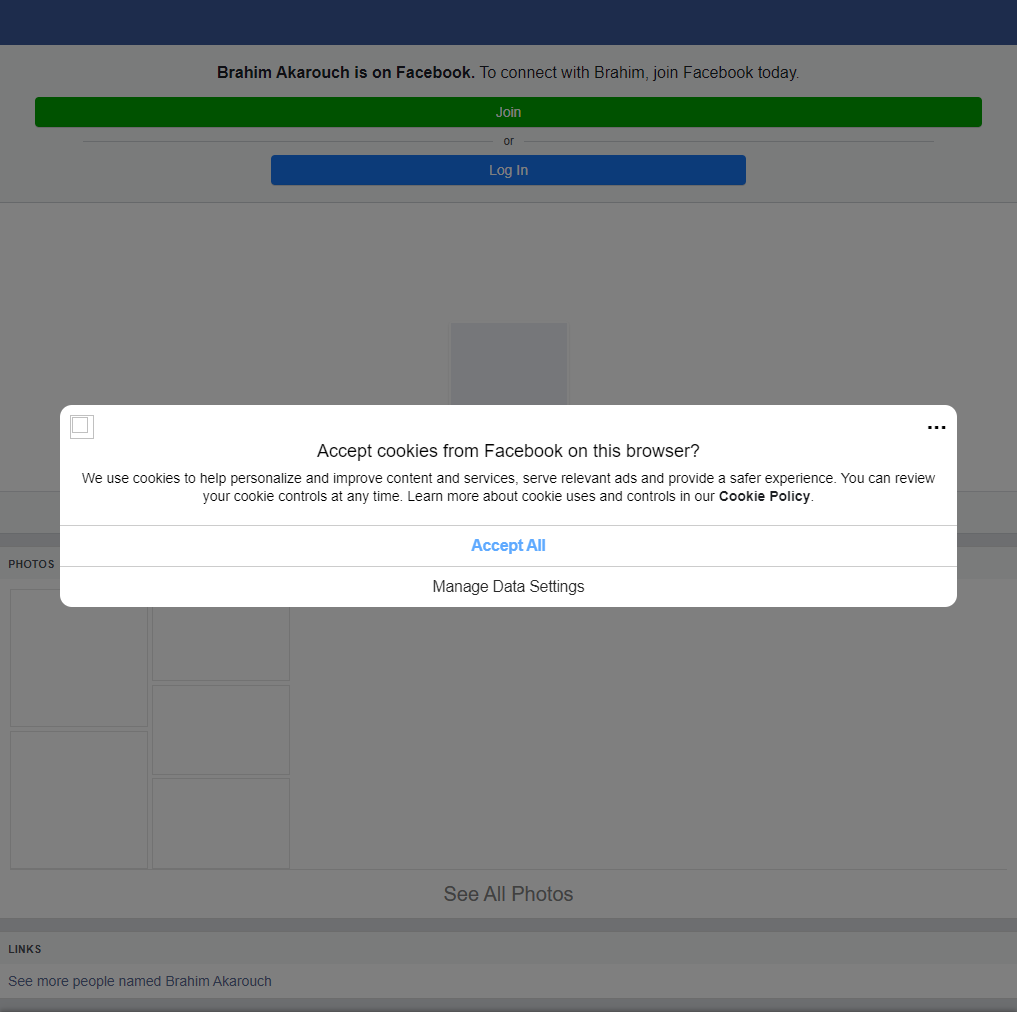 Brahim Akarouch is on Facebook. To connect with Brahim, join Facebook today.
Join
or
Log In
...
Accept cookies from Facebook on this browser?
We use cookies to help personalize and improve content and services, serve relevant ads and provide a safer experience. You can review
your cookie controls at any time. Learn more about cookie uses and controls in our Cookie Policy.
Accept All
Manage Data Settings
PHOTOS
See All Photos
LINKS
See more people named Brahim Akarouch